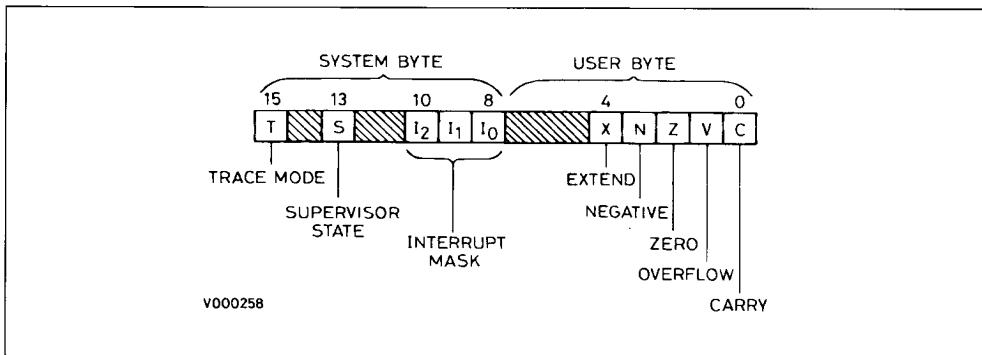 SYSTEM BYTE USER BYTE
15 13 10 8 4 0
T S I2 I1 I0 X N Z V C
TRACE MODE EXTEND
SUPERVISOR NEGATIVE
STATE
INTERRUPT ZERO
MASK
OVERFLOW
V000258 CARRY